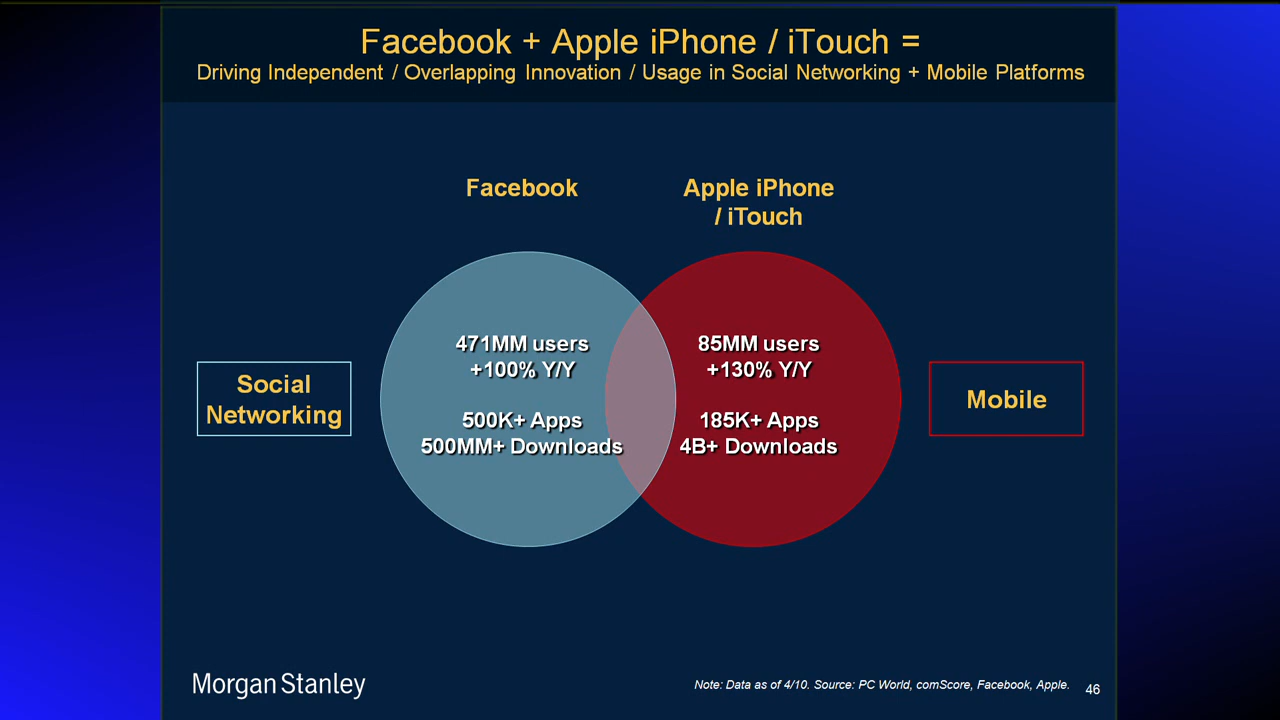 Facebook + Apple iPhone / iTouch =
Driving Independent / Overlapping Innovation / Usage in Social Networking + Mobile Platforms
Facebook
Apple iPhone
/ iTouch
471MM users
+100% Y/Y
500K+ Apps
500MM+ Downloads
85MM users
+130% Y/Y
185K+ Apps
4B+ Downloads
Social
Networking
Mobile
Morgan Stanley
Note: Data as of 4/10. Source: PC World, comScore, Facebook, Apple.
46